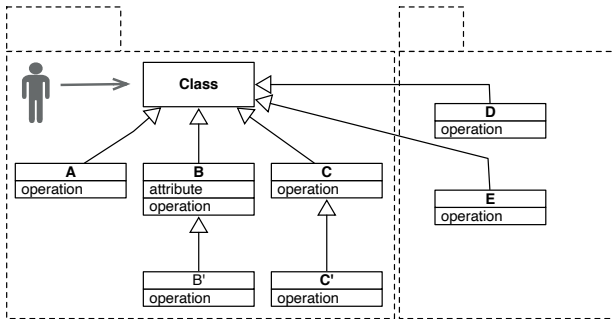 Class
A
operation
B
attribute
operation
C
operation
D
operation
E
operation
B'
operation
C'
operation